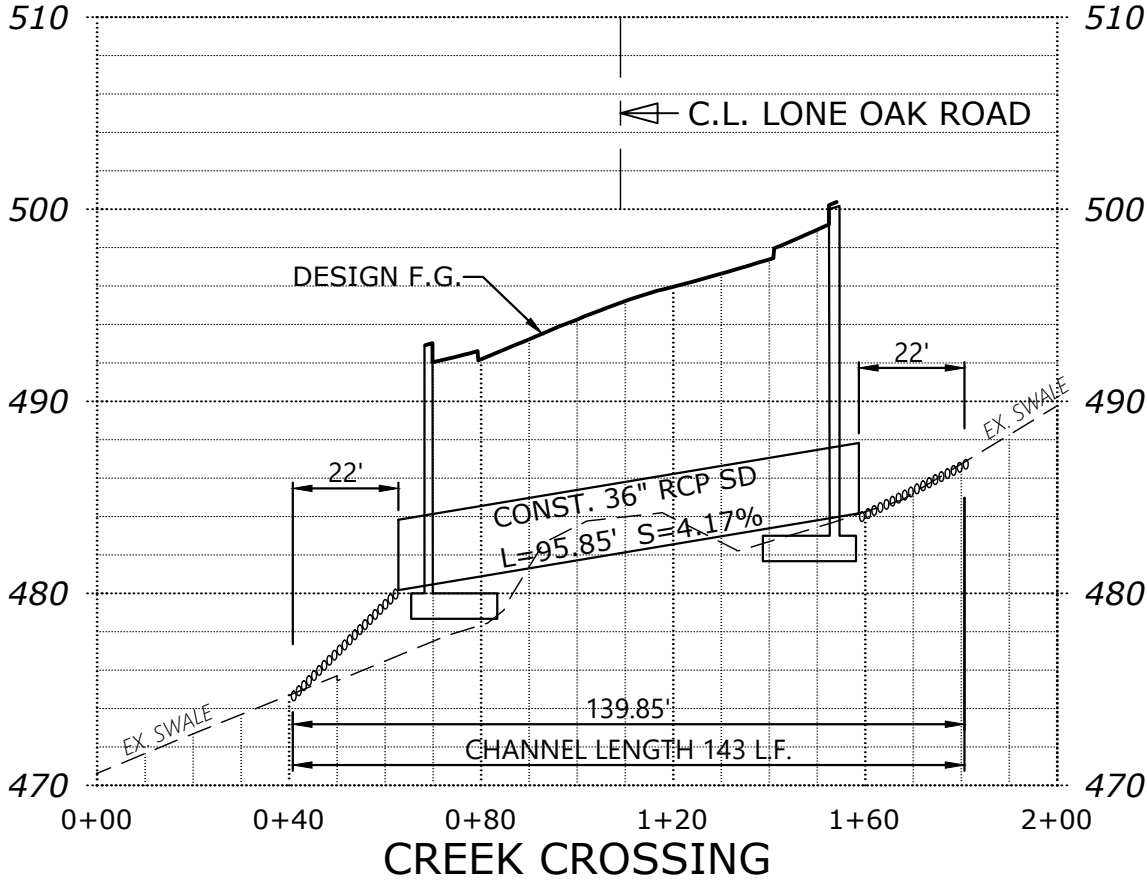 510
510
C.L. LONE OAK ROAD
500
500
DESIGN F.G.
22'
490
490
EX. SWALE
22'
CONST. 36" RCP SD
L=95.85' S=4.17%
480
480
139.85'
EX. SWALE
CHANNEL LENGTH 143 L.F.
470
470
0+00
0+40
0+80
1+20
1+60
2+00
CREEK CROSSING